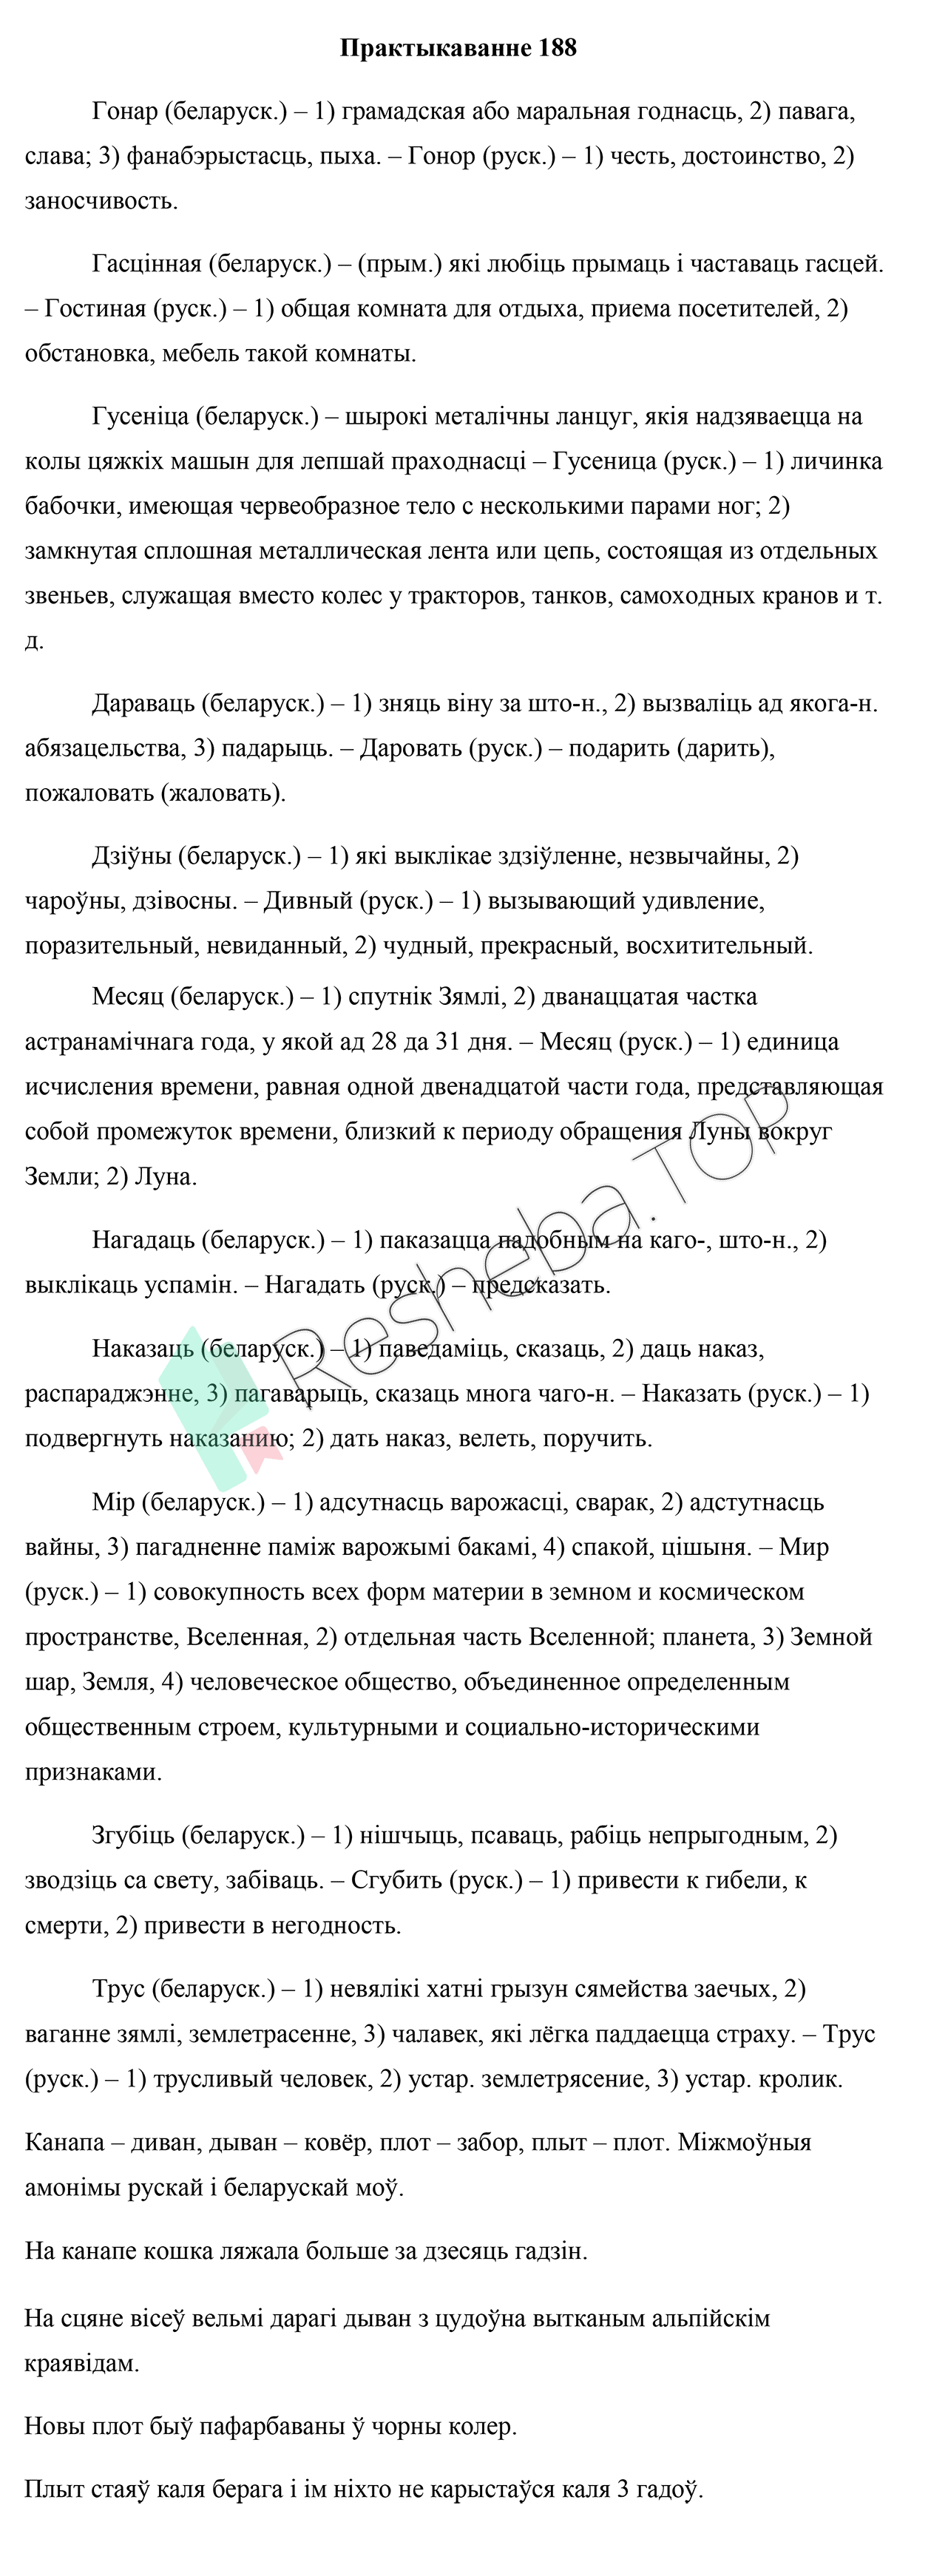 Практыкаванне 188
Гонар (беларуск.) – 1) грамадская або маральная годнасць, 2) павага,
слава; 3) фанабэрыстасць, пыха. – Гонор (руск.) – 1) честь, достоинство, 2)
заносчивость.
Гасцінная (беларуск.) – (прым.) які любіць прымаць і частаваць гасцей.
– Гостиная (руск.) – 1) общая комната для отдыха, приема посетителей, 2)
обстановка, мебель такой комнаты.
Гусеніца (беларуск.) – шырокі металічны ланцуг, якія надзяваецца на
колы цяжкіх машын для лепшай праходнасці – Гусеница (руск.) – 1) личинка
бабочки, имеющая червеобразное тело с несколькими парами ног; 2)
замкнутая сплошная металлическая лента или цепь, состоящая из отдельных
звеньев, служащая вместо колес у тракторов, танков, самоходных кранов и т.
д.
Дараваць (беларуск.) – 1) зняць віну за што-н., 2) вызваліць ад якога-н.
абязацельства, 3) падарыць. – Даровать (руск.) – подарить (дарить),
пожаловать (жаловать).
Дзіўны (беларуск.) – 1) які выклікае здзіўленне, незвычайны, 2)
чароўны, дзівосны. – Дивный (руск.) – 1) вызывающий удивление,
поразительный, невиданный, 2) чудный, прекрасный, восхитительный.
Месяц (беларуск.) – 1) спутнік Зямлі, 2) дванаццатая частка
астранамічнага года, у якой ад 28 да 31 дня. – Месяц (руск.) – 1) единица
исчисления времени, равная одной двенадцатой части года, представляющая
собой промежуток времени, близкий к периоду обращения Луны вокруг
Земли; 2) Луна.
Нагадаць (беларуск.) – 1) паказацца падобным на каго-, што-н., 2)
выклікаць успамін. – Нагадать (руск.) – предсказать.
Resheba.TOP
Наказаць (беларуск.) – 1) паведаміць, сказаць, 2) даць наказ,
распараджэнне, 3) пагаварыць, сказаць многа чаго-н. – Наказать (руск.) – 1)
подвергнуть наказанию; 2) дать наказ, велеть, поручить.
Мір (беларуск.) – 1) адсутнасць варожасці, сварак, 2) адстутнасць
вайны, 3) пагадненне паміж варожымі бакамі, 4) спакой, цішыня. – Мир
(руск.) – 1) совокупность всех форм материи в земном и космическом
пространстве, Вселенная, 2) отдельная часть Вселенной; планета, 3) Земной
шар, Земля, 4) человеческое общество, объединенное определенным
общественным строем, культурными и социально-историческими
признаками.
Згубіць (беларуск.) – 1) нішчыць, псаваць, рабіць непрыгодным, 2)
зводзіць са свету, забіваць. – Сгубить (руск.) – 1) привести к гибели, к
смерти, 2) привести в негодность.
Трус (беларуск.) – 1) невялікі хатні грызун сямейства заечых, 2)
ваганне зямлі, землетрасенне, 3) чалавек, які лёгка паддаецца страху. – Трус
(руск.) – 1) трусливый человек, 2) устар. землетрясение, 3) устар. кролик.
Канапа – диван, дыван – ковёр, плот – забор, плыт – плот. Міжмоўныя
амонімы рускай і беларускай моў.
На канапе кошка ляжала больше за дзесяць гадзін.
На сцяне вісеў вельмі дарагі дыван з цудоўна вытканым альпійскім
краявідам.
Новы плот быў пафарбаваны ў чорны колер.
Плыт стаяў каля берага і ім ніхто не карыстаўся каля 3 гадоў.